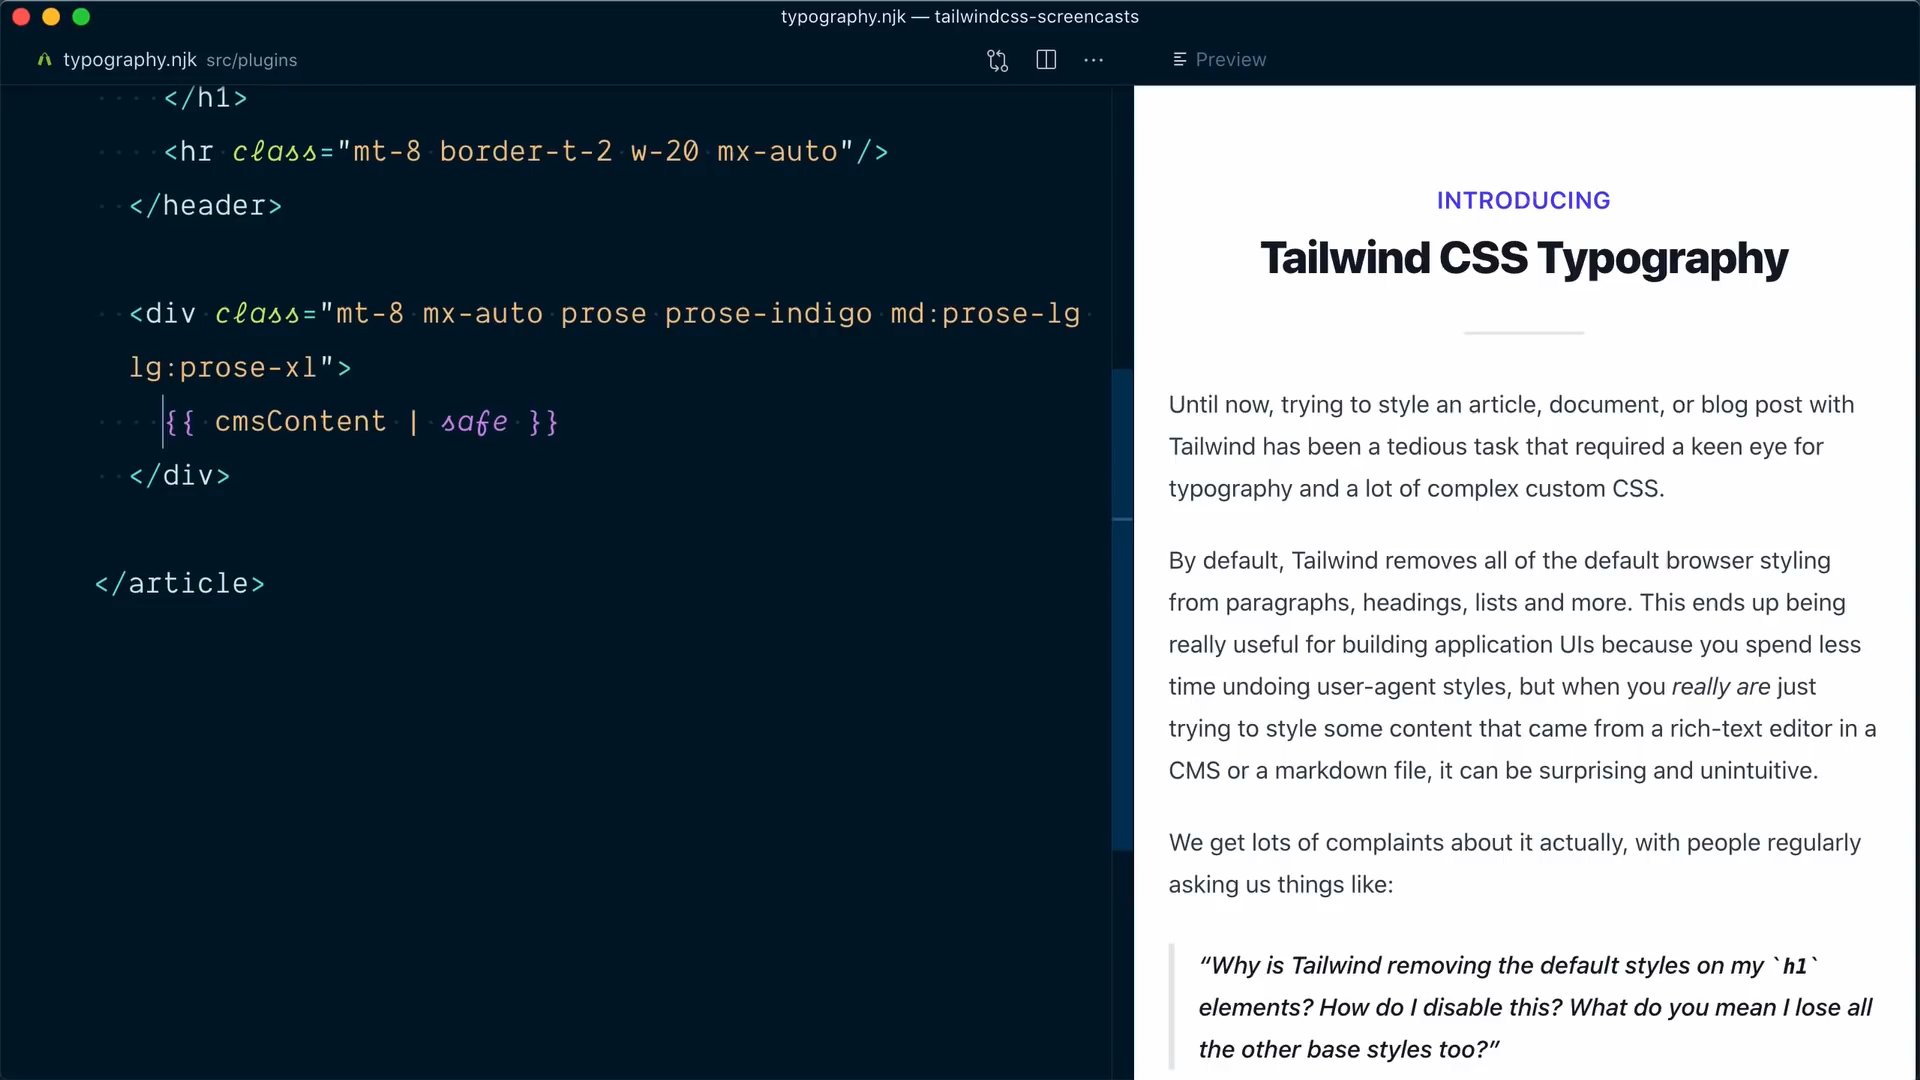 typography.njk — tailwindcss-screencasts
typography.njk src/plugins
Preview
</h1>
<hr class="mt-8 border-t-2 w-20 mx-auto"/>
</header>
<div class="mt-8 mx-auto prose prose-indigo md:prose-lg
lg:prose-xl">
{{ cmsContent | safe }}
</div>
</article>
INTRODUCING
Tailwind CSS Typography
Until now, trying to style an article, document, or blog post with
Tailwind has been a tedious task that required a keen eye for
typography and a lot of complex custom CSS.
By default, Tailwind removes all of the default browser styling
from paragraphs, headings, lists and more. This ends up being
really useful for building application UIs because you spend less
time undoing user-agent styles, but when you really are just
trying to style some content that came from a rich-text editor in a
CMS or a markdown file, it can be surprising and unintuitive.
We get lots of complaints about it actually, with people regularly
asking us things like:
“Why is Tailwind removing the default styles on my `h1`
elements? How do I disable this? What do you mean I lose all
the other base styles too?”